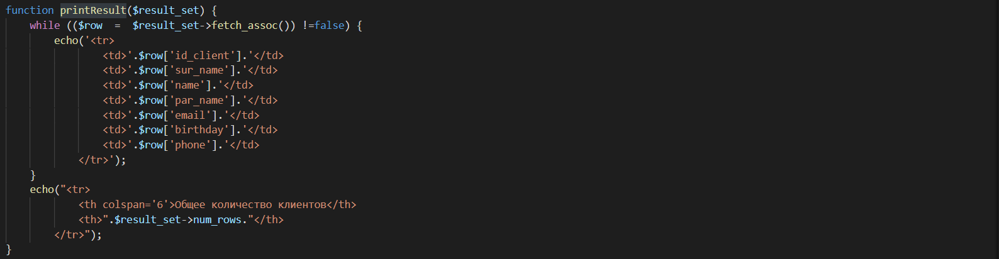 function printResult($result_set) {
while (($row  =  $result_set->fetch_assoc()) !=false) {
echo('<tr>
<td>'.$row['id_client'].'</td>
<td>'.$row['sur_name'].'</td>
<td>'.$row['name'].'</td>
<td>'.$row['par_name'].'</td>
<td>'.$row['email'].'</td>
<td>'.$row['birthday'].'</td>
<td>'.$row['phone'].'</td>
</tr>');
}
echo("<tr>
<th colspan='6'>Общее количество клиентов</th>
<th>".$result_set->num_rows."</th>
</tr>");
}